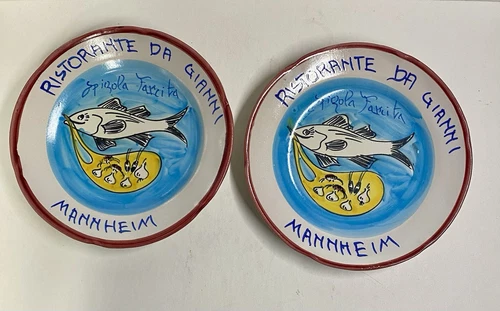 RISTORANTE DA GIANNI
Spigola Farcita
MANNHEIM
RISTORANTE DA GIANNI
Spigola Farcita
MANNHEIM